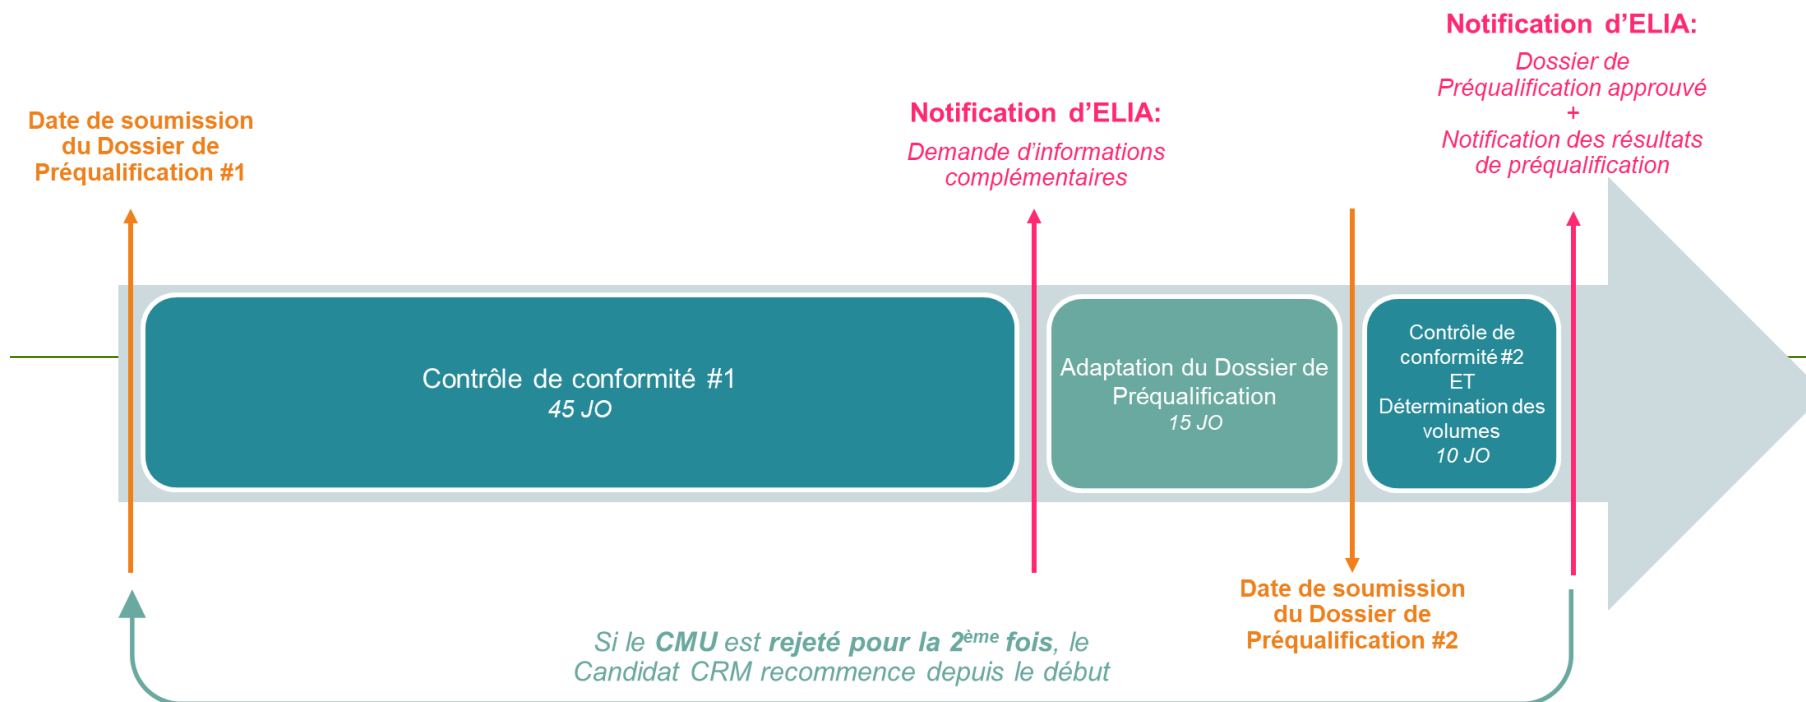 Date de soumission
du Dossier de
Préqualification #1
Notification d’ELIA:
Demande d’informations
complémentaires
Notification d’ELIA:
Dossier de
Préqualification approuvé
+
Notification des résultats
de préqualification
Contrôle de conformité #1
45 JO
Adaptation du Dossier de
Préqualification
15 JO
Contrôle de
conformité #2
ET
Détermination des
volumes
10 JO
Date de soumission
du Dossier de
Préqualification #2
Si le CMU est rejeté pour la 2ème fois, le
Candidat CRM recommence depuis le début